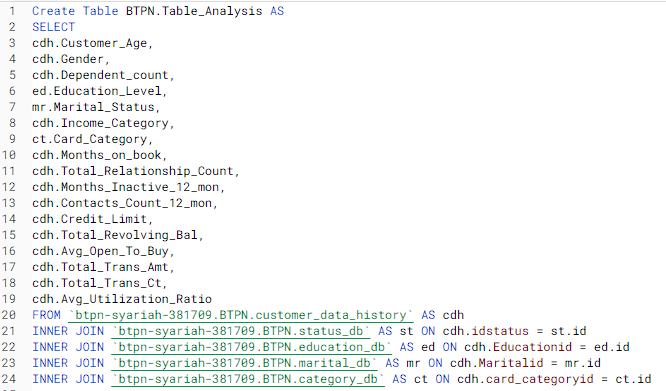 1 Create Table BTPN.Table_Analysis AS
2 SELECT
3 cdh.Customer_Age,
4 cdh.Gender,
5 cdh.Dependent_count,
6 ed.Education_Level,
7 mr.Marital_Status,
8 cdh.Income_Category,
9 ct.Card_Category,
10 cdh.Months_on_book,
11 cdh.Total_Relationship_Count,
12 cdh.Months_Inactive_12_mon,
13 cdh.Contacts_Count_12_mon,
14 cdh.Credit_Limit,
15 cdh.Total_Revolving_Bal,
16 cdh.Avg_Open_To_Buy,
17 cdh.Total_Trans_Amt,
18 cdh.Total_Trans_Ct,
19 cdh.Avg_Utilization_Ratio
20 FROM `btpn-syariah-381709.BTPN.customer_data_history` AS cdh
21 INNER JOIN `btpn-syariah-381709.BTPN.status_db` AS st ON cdh.idstatus = st.id
22 INNER JOIN `btpn-syariah-381709.BTPN.education_db` AS ed ON cdh.Educationid = ed.id
23 INNER JOIN `btpn-syariah-381709.BTPN.marital_db` AS mr ON cdh.Maritalid = mr.id
24 INNER JOIN `btpn-syariah-381709.BTPN.category_db` AS ct ON cdh.card_categoryid = ct.id